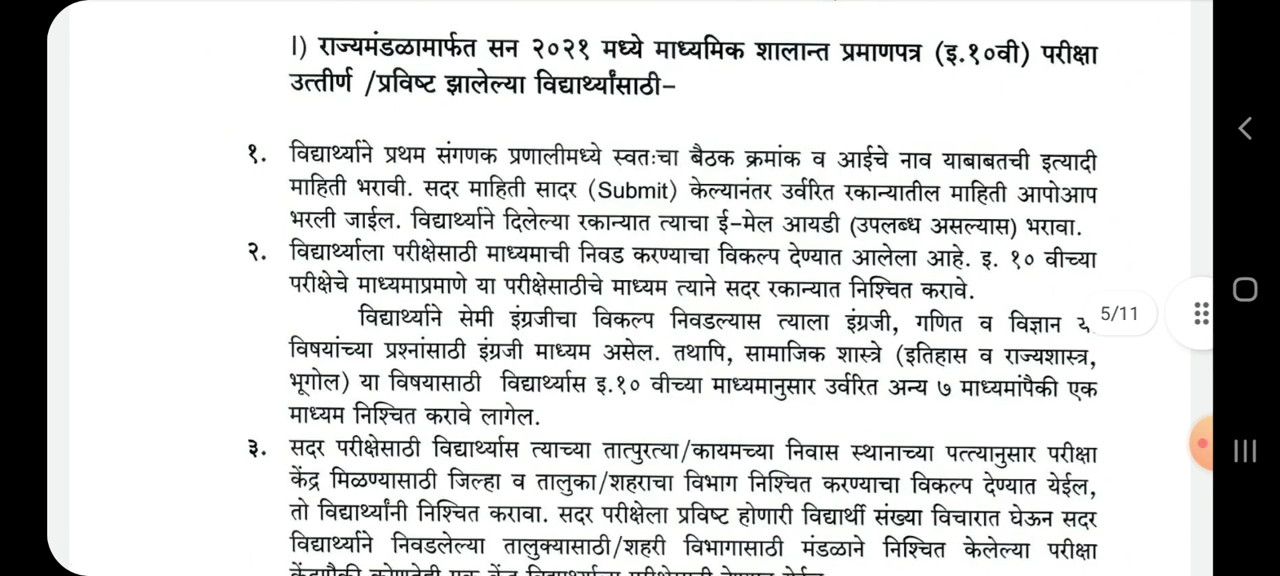 I) राज्यमंडळामार्फत सन २०२१ मध्ये माध्यमिक शालान्त प्रमाणपत्र (इ.१०वी) परीक्षा
उत्तीर्ण /प्रविष्ट झालेल्या विद्यार्थ्यांसाठी-
१. विद्यार्थ्याने प्रथम संगणक प्रणालीमध्ये स्वतःचा बैठक क्रमांक व आईचे नाव याबाबतची इत्यादी
माहिती भरावी. सदर माहिती सादर (Submit) केल्यानंतर उर्वरित रकान्यातील माहिती आपोआप
भरली जाईल. विद्यार्थ्याने दिलेल्या रकान्यात त्याचा ई-मेल आयडी (उपलब्ध असल्यास) भरावा.
२. विद्यार्थ्याला परीक्षेसाठी माध्यमाची निवड करण्याचा विकल्प देण्यात आलेला आहे. इ. १० वीच्या
परीक्षेचे माध्यमाप्रमाणे या परीक्षेसाठीचे माध्यम त्याने सदर रकान्यात निश्चित करावे.
विद्यार्थ्याने सेमी इंग्रजीचा विकल्प निवडल्यास त्याला इंग्रजी, गणित व विज्ञान
5/11
विषयांच्या प्रश्नांसाठी इंग्रजी माध्यम असेल. तथापि, सामाजिक शास्त्रे (इतिहास व राज्यशास्त्र,
भूगोल) या विषयासाठी विद्यार्थ्यास इ.१० वीच्या माध्यमानुसार उर्वरित अन्य ७ माध्यमांपैकी एक
माध्यम निश्चित करावे लागेल.
३. सदर परीक्षेसाठी विद्यार्थ्यास त्याच्या तात्पुरत्या/कायमच्या निवास स्थानाच्या पत्त्यानुसार परीक्षा
केंद्र मिळण्यासाठी जिल्हा व तालुका/शहराचा विभाग निश्चित करण्याचा विकल्प देण्यात येईल,
तो विद्यार्थ्यांनी निश्चित करावा. सदर परीक्षेला प्रविष्ट होणारी विद्यार्थी संख्या विचारात घेऊन सदर
विद्यार्थ्याने निवडलेल्या तालुक्यासाठी/शहरी विभागासाठी मंडळाने निश्चित केलेल्या परीक्षा